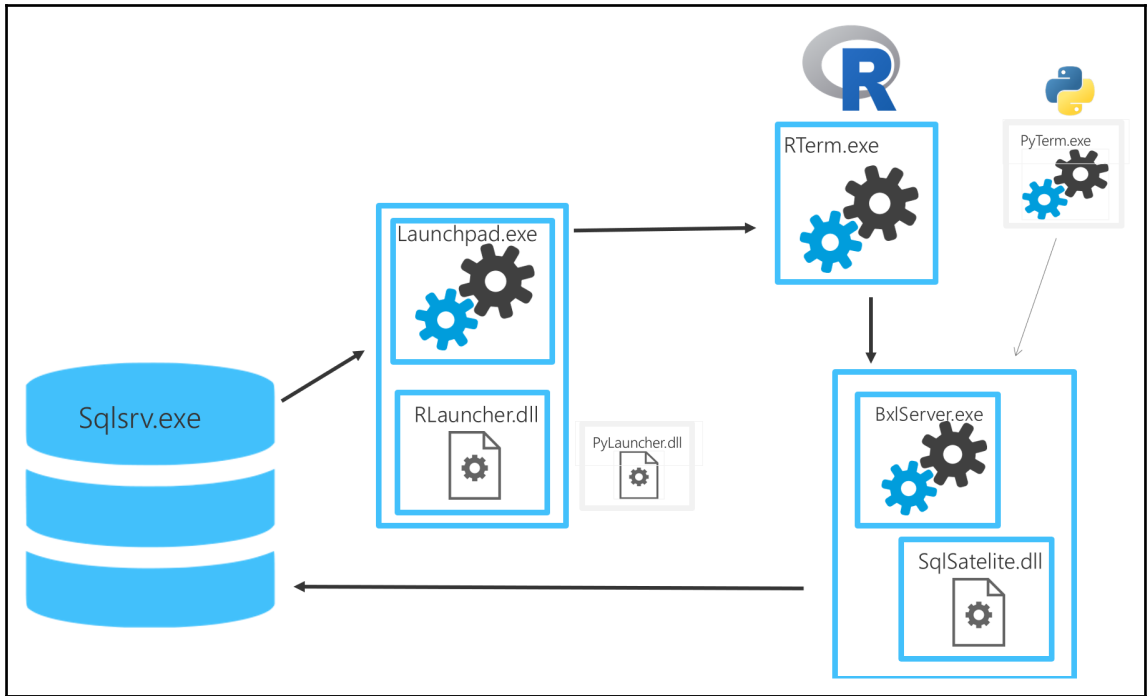 R
RTerm.exe
PyTerm.exe
Launchpad.exe
Sqlsrv.exe
RLauncher.dll
PyLauncher.dll
BxlServer.exe
SqlSatelite.dll